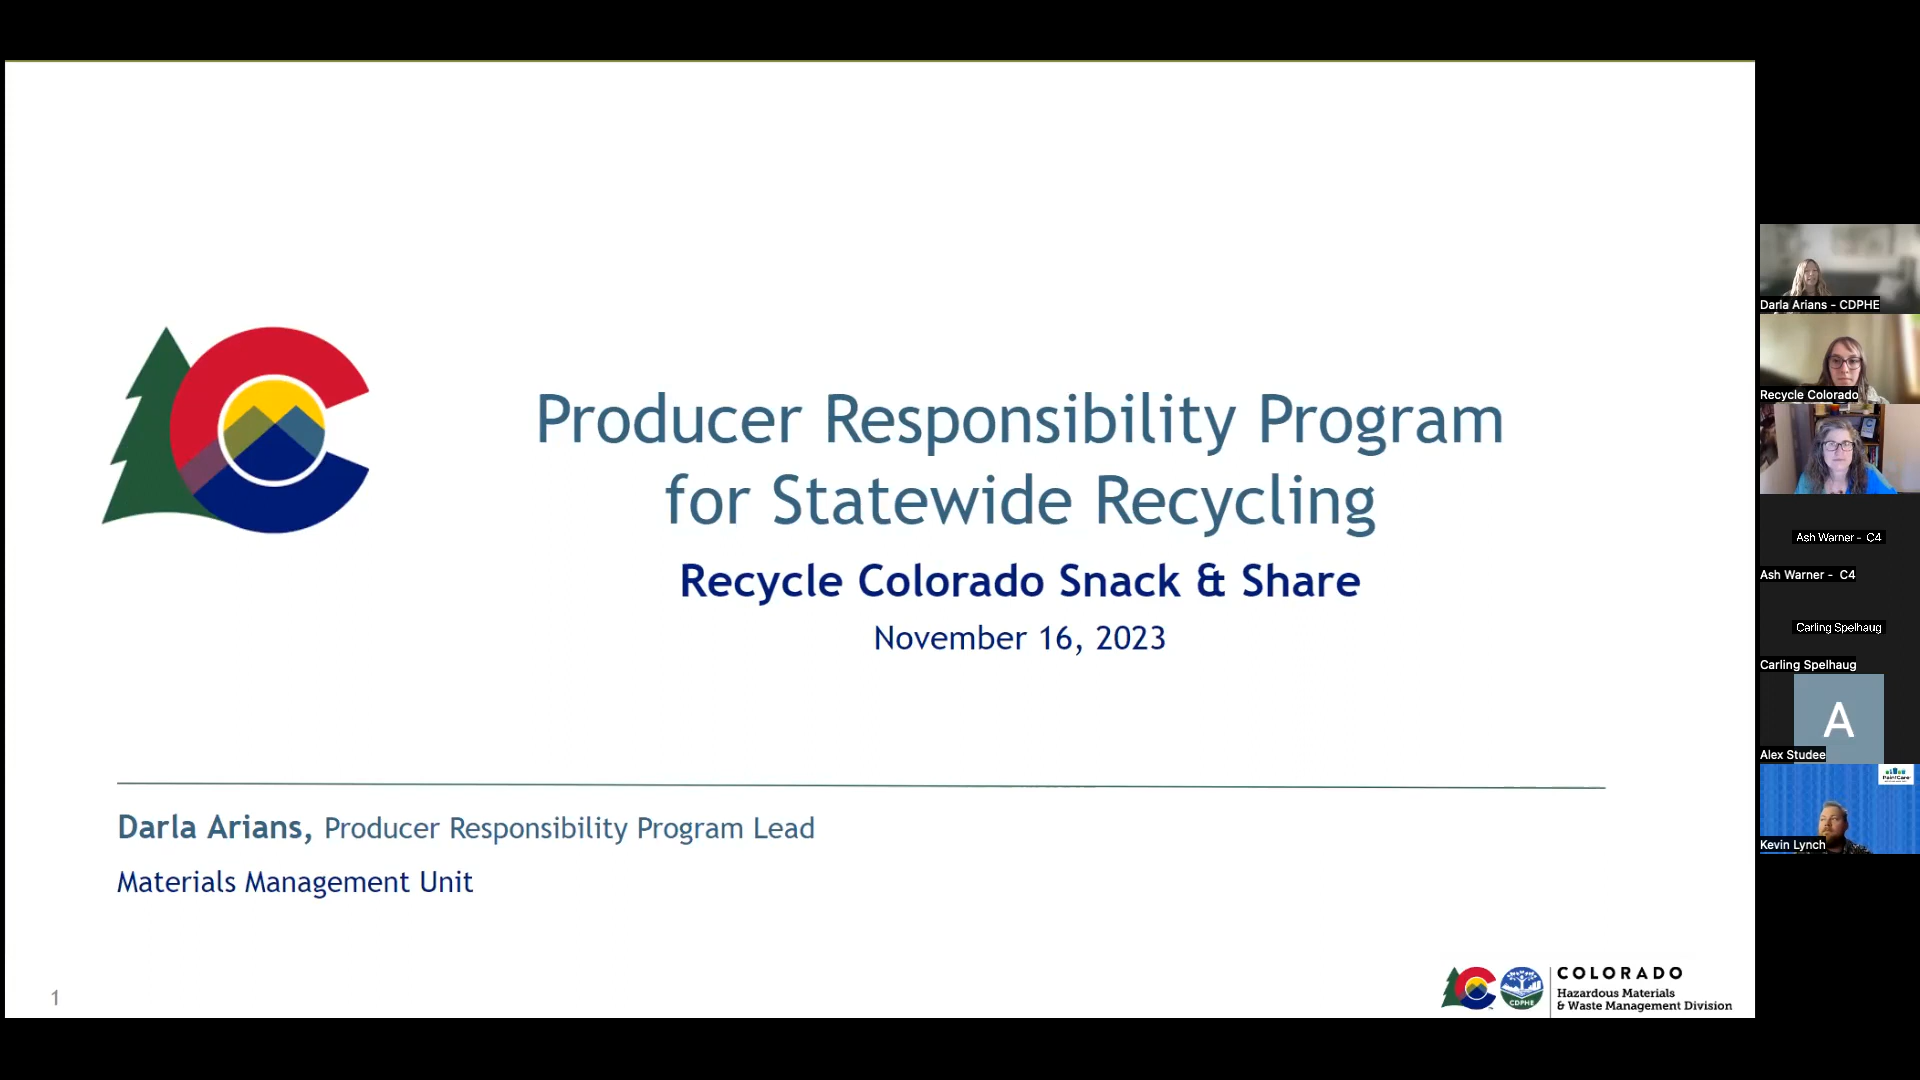 Producer Responsibility Program
for Statewide Recycling
Recycle Colorado Snack & Share
November 16, 2023
Darla Arians, Producer Responsibility Program Lead
Materials Management Unit
1
CDPHE
COLORADO
Hazardous Materials
& Waste Management Division
Darla Arians - CDPHE
Recycle Colorado
Ash Warner - C4
Ash Warner - C4
Carling Spelhaug
Carling Spelhaug
A
Alex Studee
PaintCare
Kevin Lynch